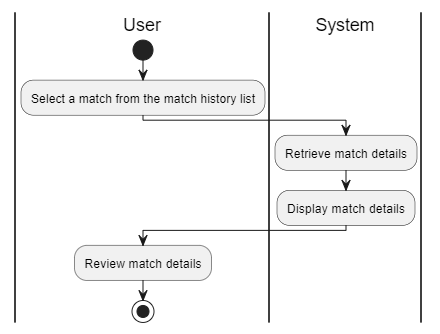 User
System
Select a match from the match history list
Retrieve match details
Display match details
Review match details